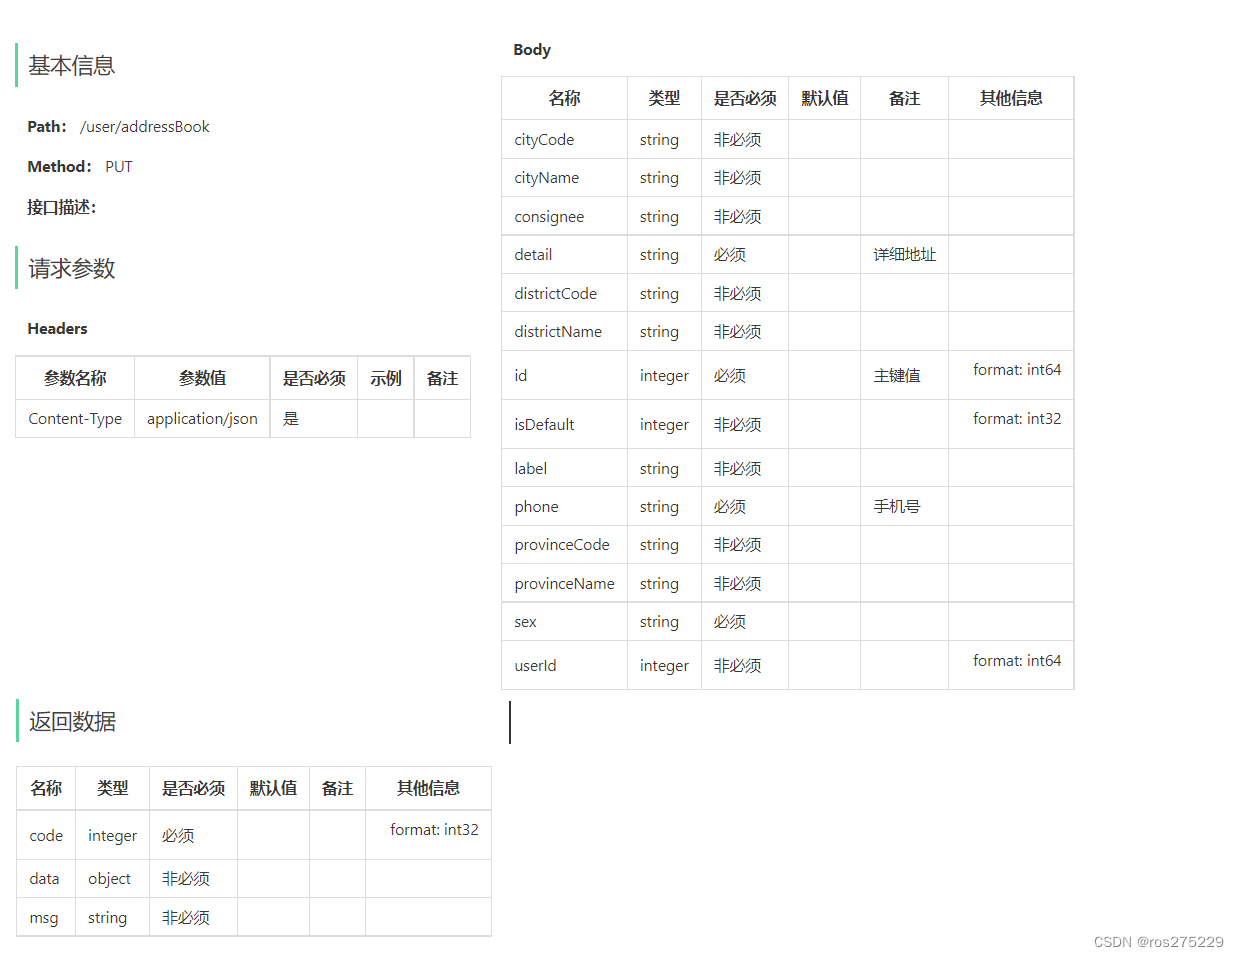 基本信息
Path： /user/addressBook
Method： PUT
接口描述：
请求参数
Headers
参数名称 参数值 是否必须 示例 备注
Content-Type application/json 是
Body
名称 类型 是否必须 默认值 备注 其他信息
cityCode string 非必须
cityName string 非必须
consignee string 非必须
detail string 必须 详细地址
districtCode string 非必须
districtName string 非必须
id integer 必须 主键值 format: int64
isDefault integer 非必须 format: int32
label string 非必须
phone string 必须 手机号
provinceCode string 非必须
provinceName string 非必须
sex string 必须
userId integer 非必须 format: int64
返回数据
名称 类型 是否必须 默认值 备注 其他信息
code integer 必须 format: int32
data object 非必须
msg string 非必须
CSDN @ros275229